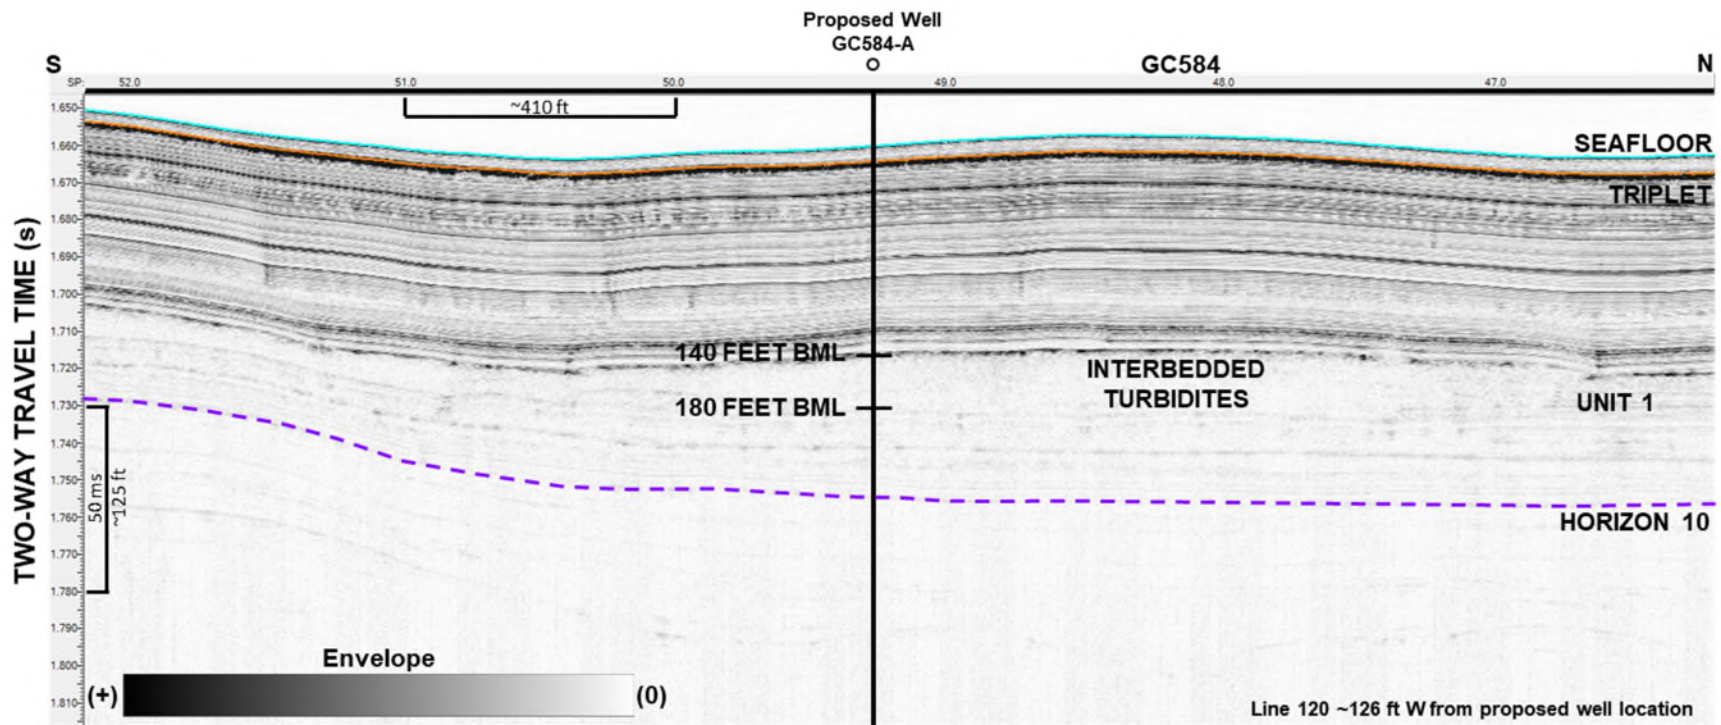 Proposed Well
GC584-A
S
GC584
N
SP:
52.0
51.0
50.0
49.0
48.0
47.0
~410 ft
1.650
1.660
1.670
1.680
1.690
1.700
1.710
1.720
1.730
1.740
1.750
1.760
1.770
1.780
1.790
1.800
1.810
TWO-WAY TRAVEL TIME (s)
SEAFLOOR
TRIPLET
140 FEET BML
INTERBEDDED
TURBIDITES
180 FEET BML
UNIT 1
50 ms
~125 ft
HORIZON 10
Envelope
(+)
(0)
Line 120 ~126 ft W from proposed well location